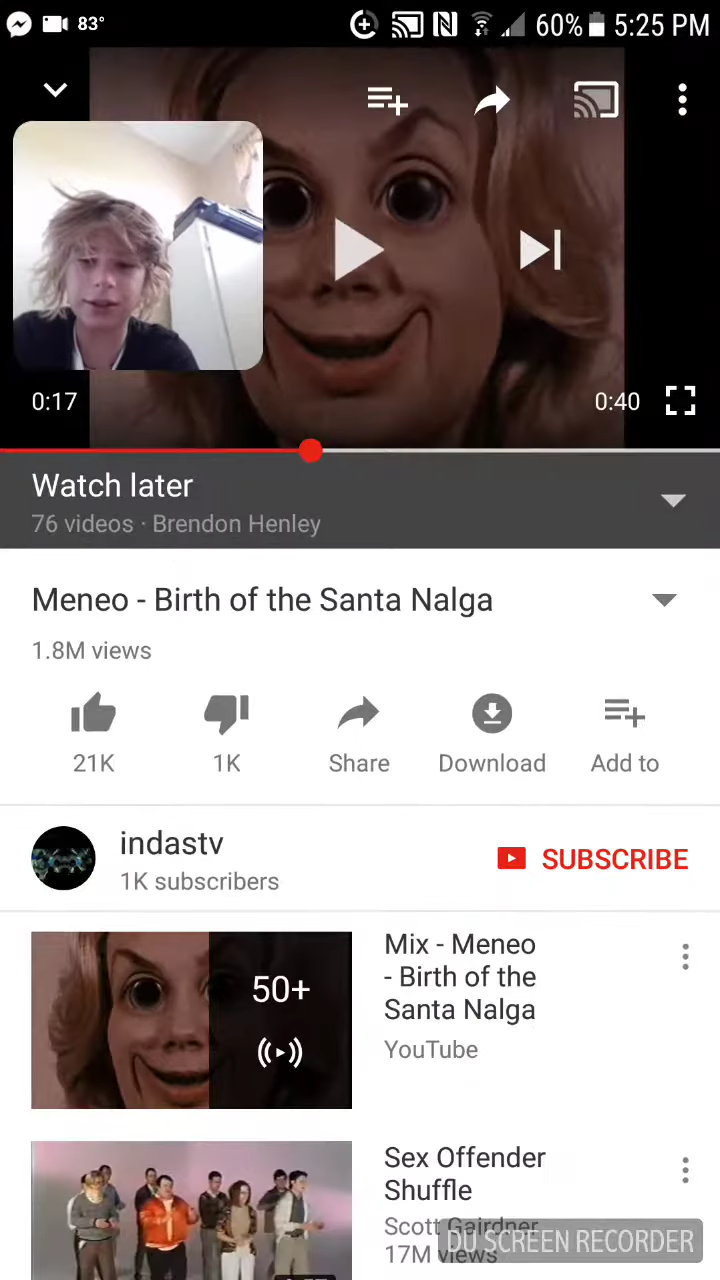 83°
60%
5:25 PM
0:17
0:40
Watch later
76 videos · Brendon Henley
Meneo - Birth of the Santa Nalga
1.8M views
21K
1K
Share
Download
Add to
indastv
1K subscribers
SUBSCRIBE
50+
Mix - Meneo
- Birth of the
Santa Nalga
YouTube
Sex Offender
Shuffle
Scott Gairdner
17M views
DU SCREEN RECORDER